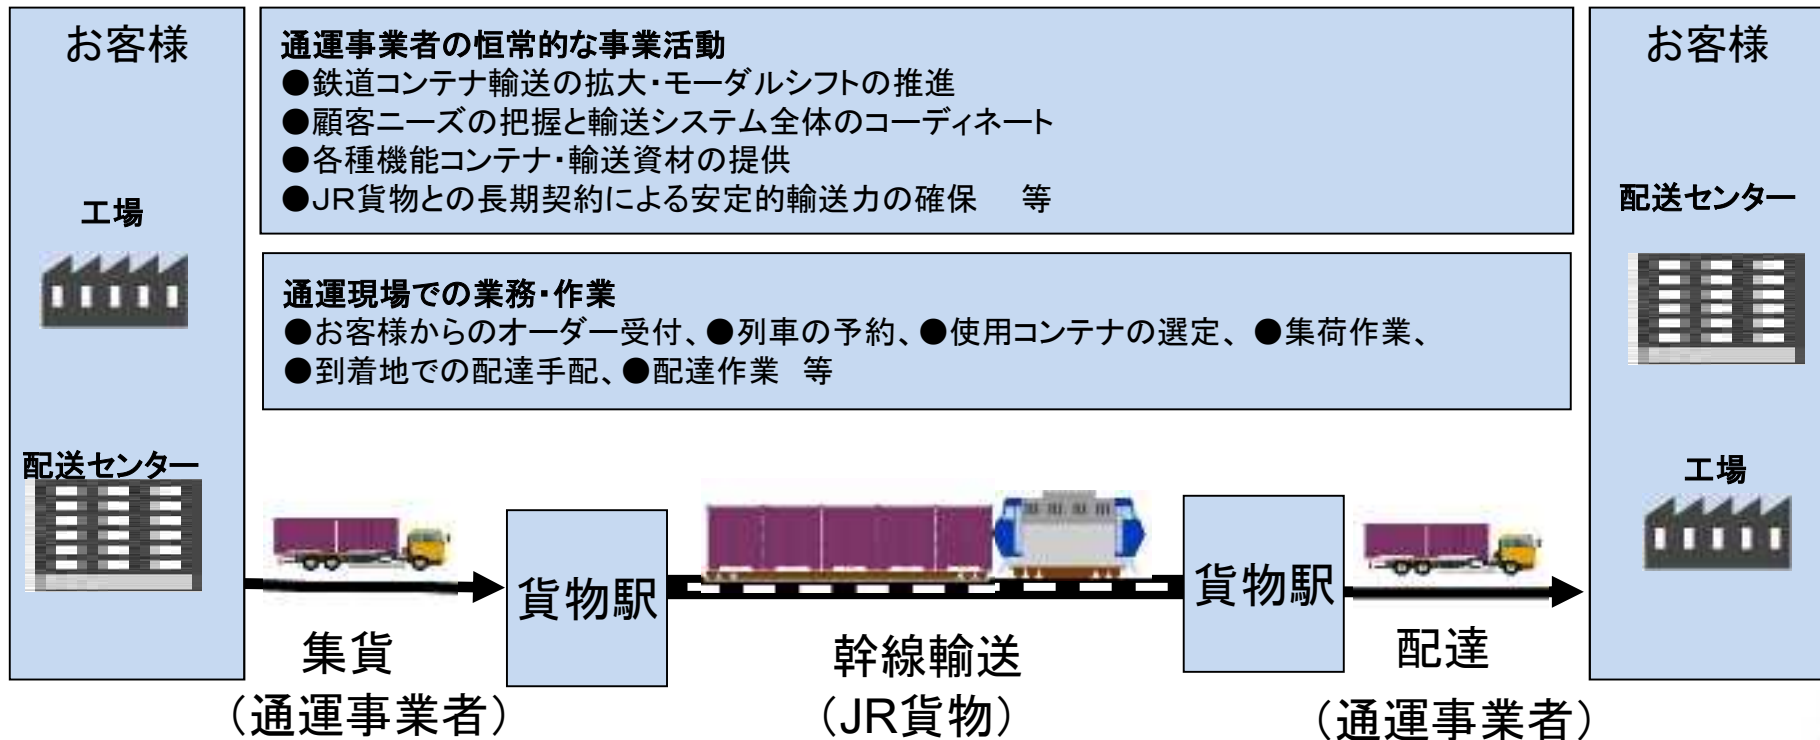 お客様
工場
配送センター
通運事業者の恒常的な事業活動
●鉄道コンテナ輸送の拡大・モーダルシフトの推進
●顧客ニーズの把握と輸送システム全体のコーディネート
●各種機能コンテナ・輸送資材の提供
●JR貨物との長期契約による安定的輸送力の確保　等
通運現場での業務・作業
●お客様からのオーダー受付、●列車の予約、●使用コンテナの選定、●集荷作業、
●到着地での配達手配、●配達作業　等
お客様
配送センター
工場
集貨
（通運事業者）
貨物駅
幹線輸送
（JR貨物）
貨物駅
配達
（通運事業者）